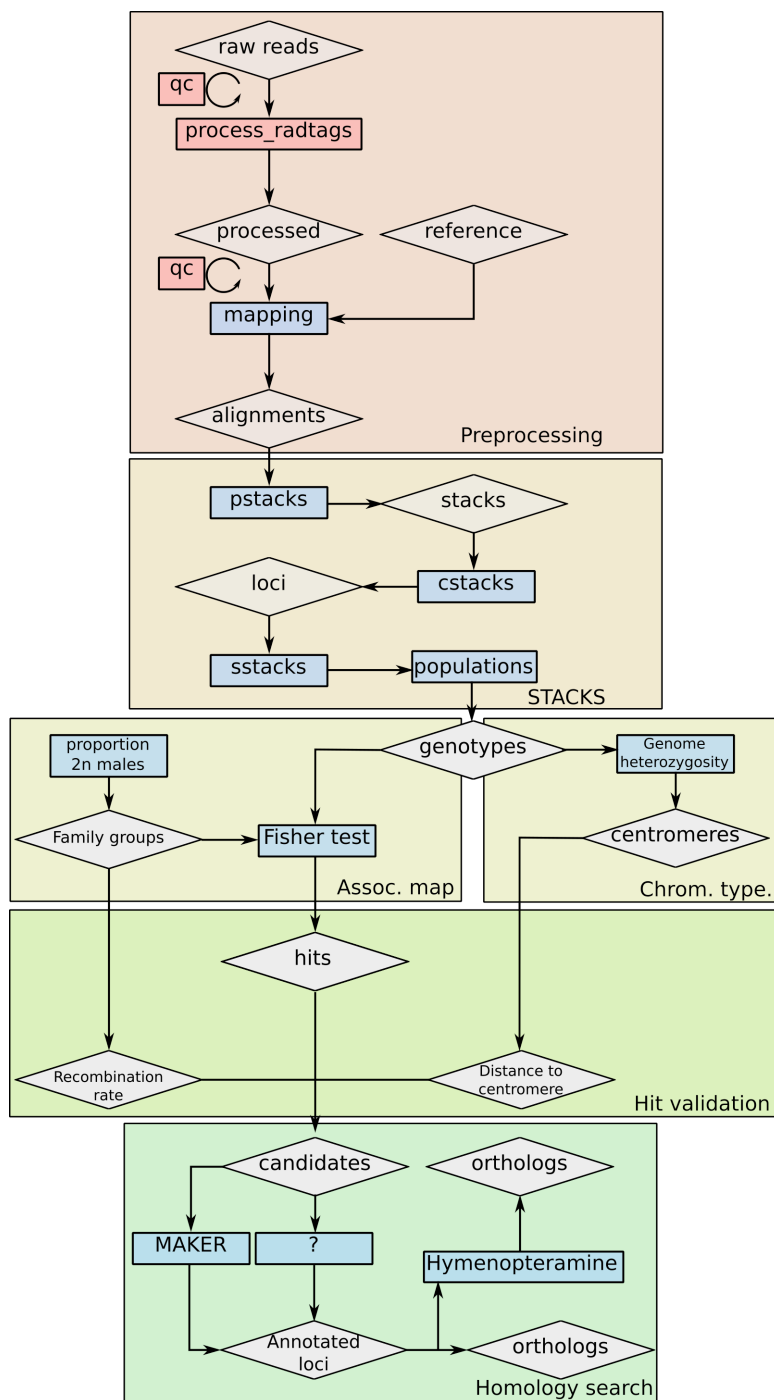 raw reads
qc
process_radtags
processed
reference
qc
mapping
alignments
Preprocessing
pstacks
stacks
loci
cstacks
sstacks
populations
STACKS
proportion
2n males
genotypes
Genome
heterozygosity
Family groups
Fisher test
centromeres
Assoc. map
Chrom. type.
hits
Recombination
rate
Distance to
centromere
Hit validation
candidates
orthologs
MAKER
?
Hymenopteramine
Annotated
loci
orthologs
Homology search